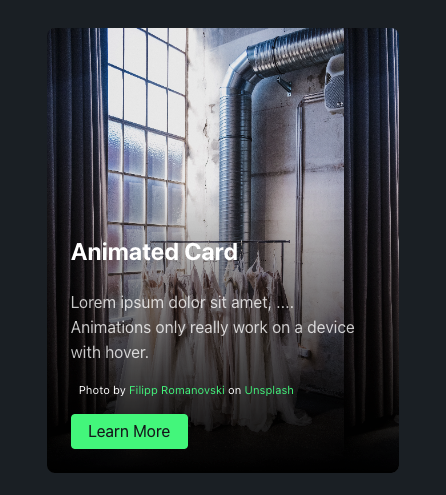 Animated Card
Lorem ipsum dolor sit amet, ....
Animations only really work on a device
with hover.
Photo by Filipp Romanovski on Unsplash
Learn More